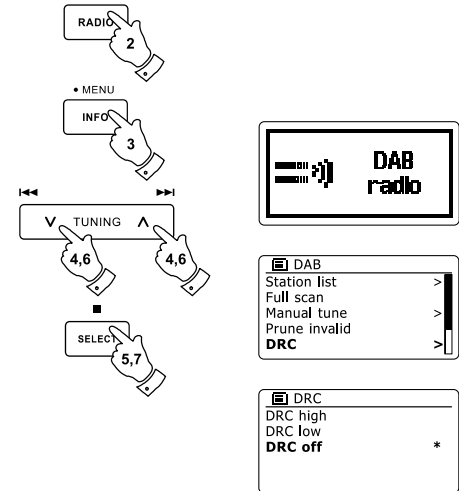 RADIO
2
• MENU
INFO
3
TUNING
4,6
4,6
SELECT
5,7
DAB
radio
DAB
Station list >
Full scan
Manual tune >
Prune invalid
DRC >
DRC
DRC high
DRC low
DRC off *